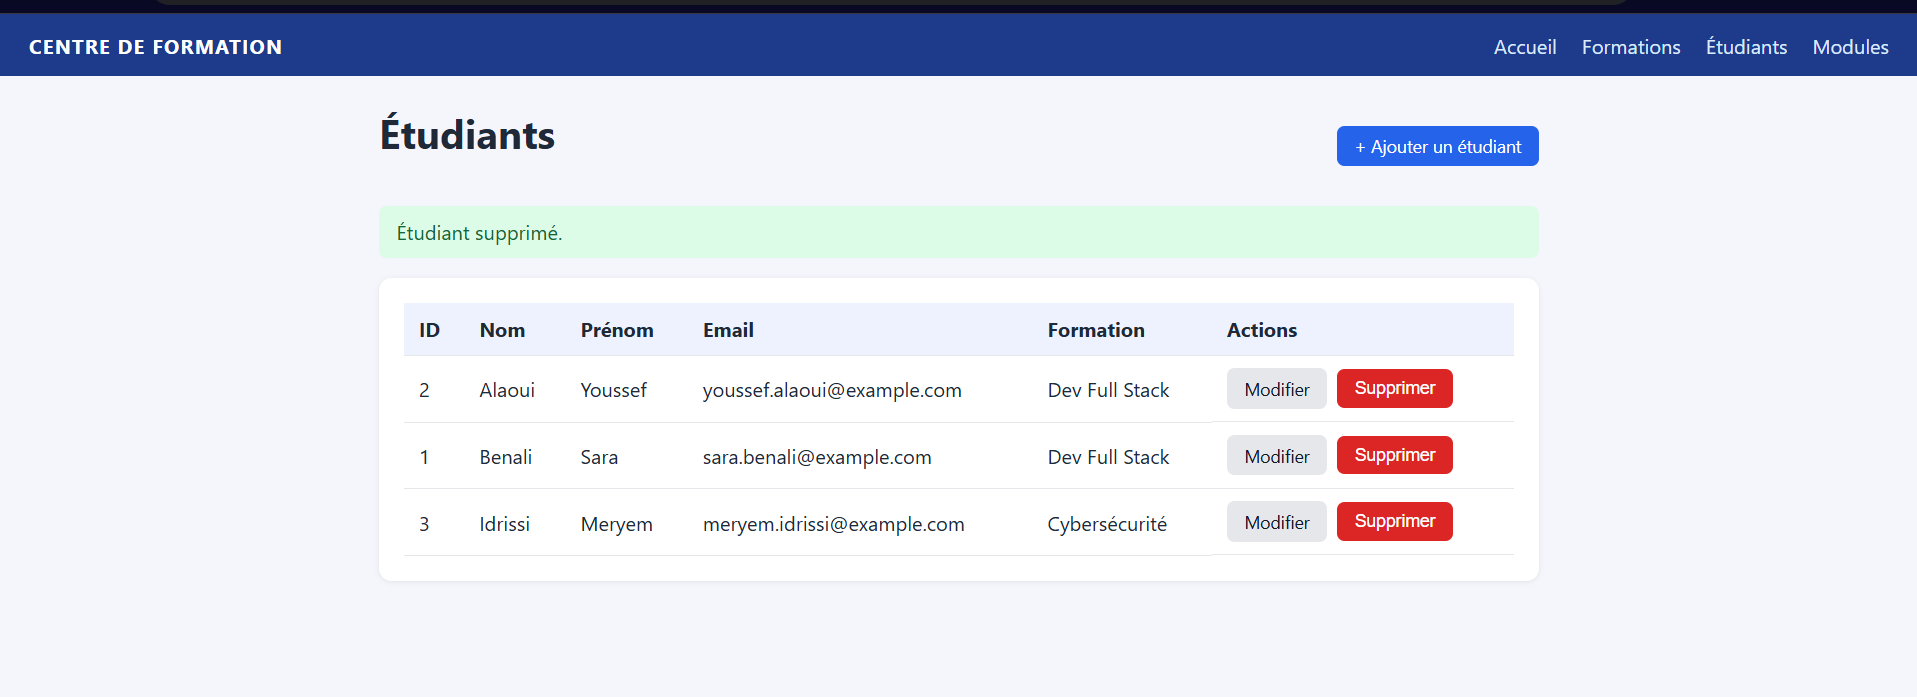 CENTRE DE FORMATION Accueil Formations Étudiants Modules
Étudiants
+ Ajouter un étudiant
Étudiant supprimé.
ID Nom Prénom Email Formation Actions
2 Alaoui Youssef youssef.alaoui@example.com Dev Full Stack Modifier Supprimer
1 Benali Sara sara.benali@example.com Dev Full Stack Modifier Supprimer
3 Idrissi Meryem meryem.idrissi@example.com Cybersécurité Modifier Supprimer